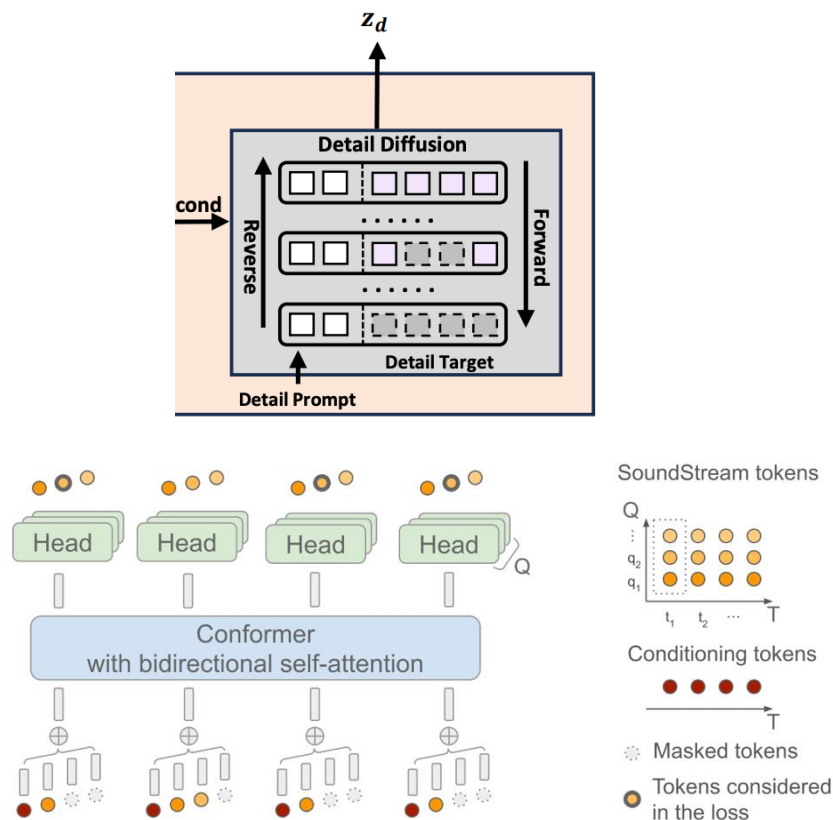 z_d
Detail Diffusion
cond
Reverse
Forward
Detail Target
Detail Prompt
Head
Head
Head
Head
Q
Conformer
with bidirectional self-attention
SoundStream tokens
Q
⋮
q₂
q₁
t₁ t₂ ... T
Conditioning tokens
T
Masked tokens
Tokens considered
in the loss